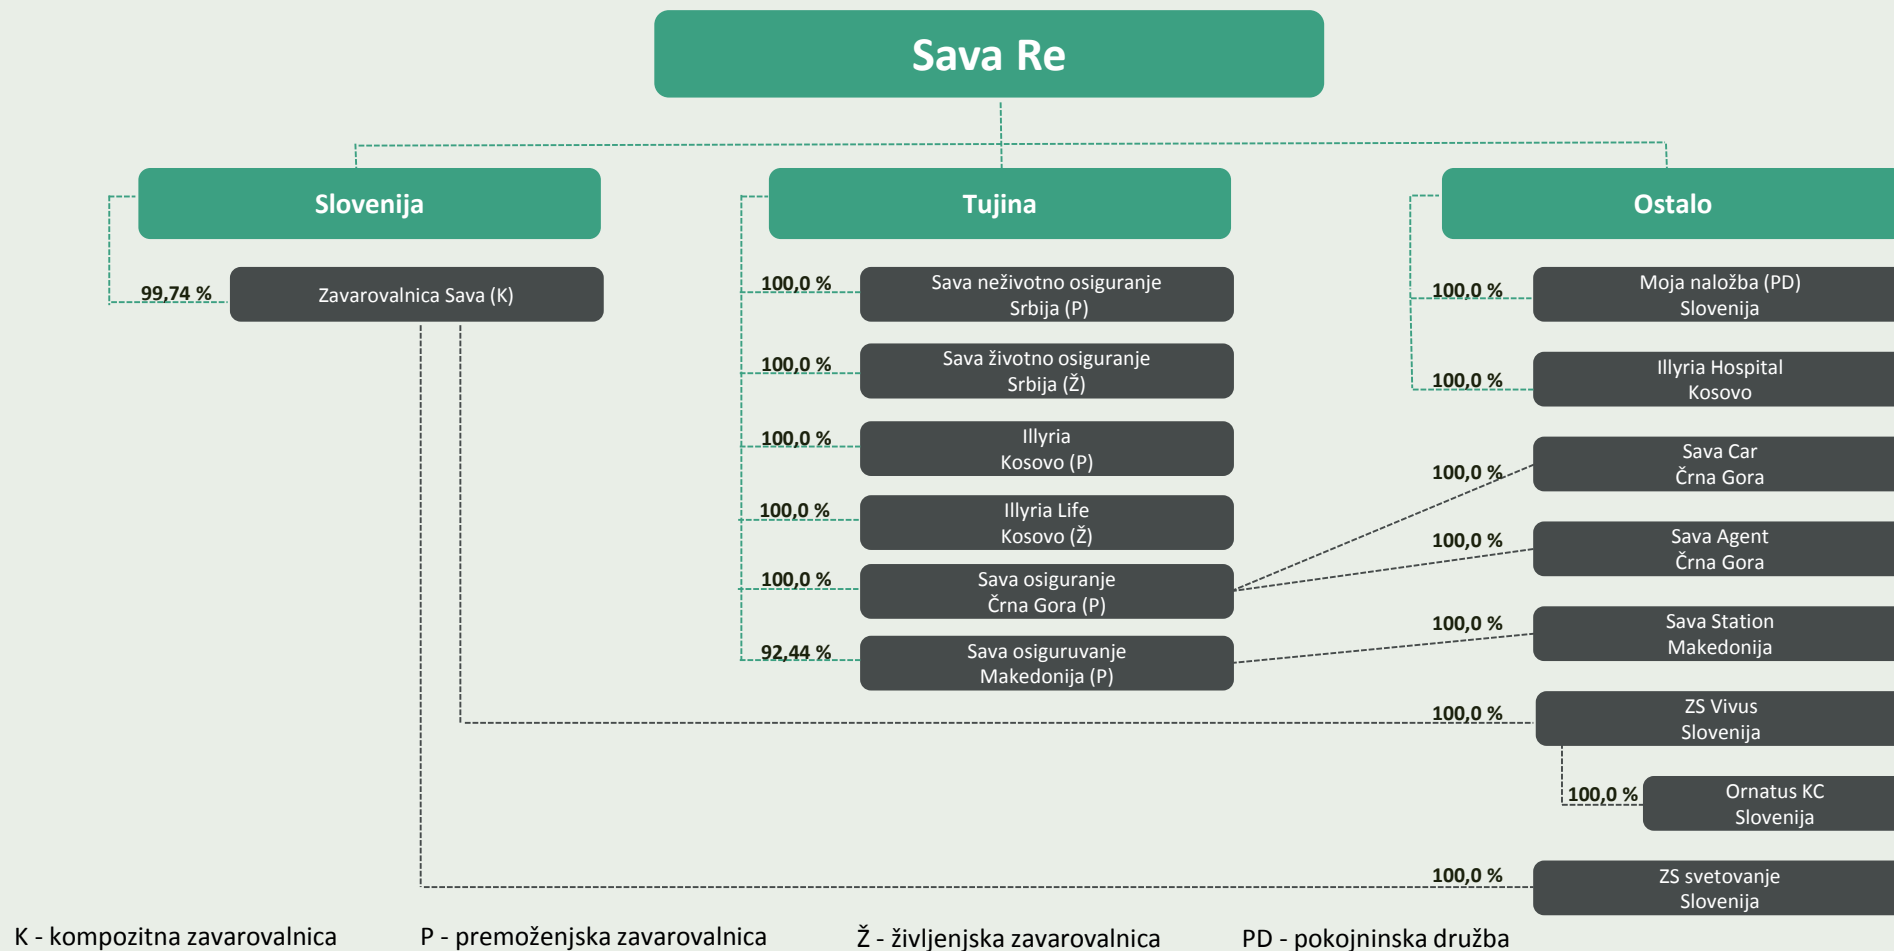 Sava Re
Slovenija
99,74 %
Zavarovalnica Sava (K)
Tujina
100,0 %
Sava neživotno osiguranje
Srbija (P)
100,0 %
Sava životno osiguranje
Srbija (Ž)
100,0 %
Illyria
Kosovo (P)
100,0 %
Illyria Life
Kosovo (Ž)
100,0 %
Sava osiguranje
Črna Gora (P)
92,44 %
Sava osiguruvanje
Makedonija (P)
Ostalo
100,0 %
Moja naložba (PD)
Slovenija
100,0 %
Illyria Hospital
Kosovo
100,0 %
Sava Car
Črna Gora
100,0 %
Sava Agent
Črna Gora
100,0 %
Sava Station
Makedonija
100,0 %
ZS Vivus
Slovenija
100,0 %
Ornatus KC
Slovenija
100,0 %
ZS svetovanje
Slovenija
K - kompozitna zavarovalnica
P - premoženjska zavarovalnica
Ž - življenjska zavarovalnica
PD - pokojninska družba